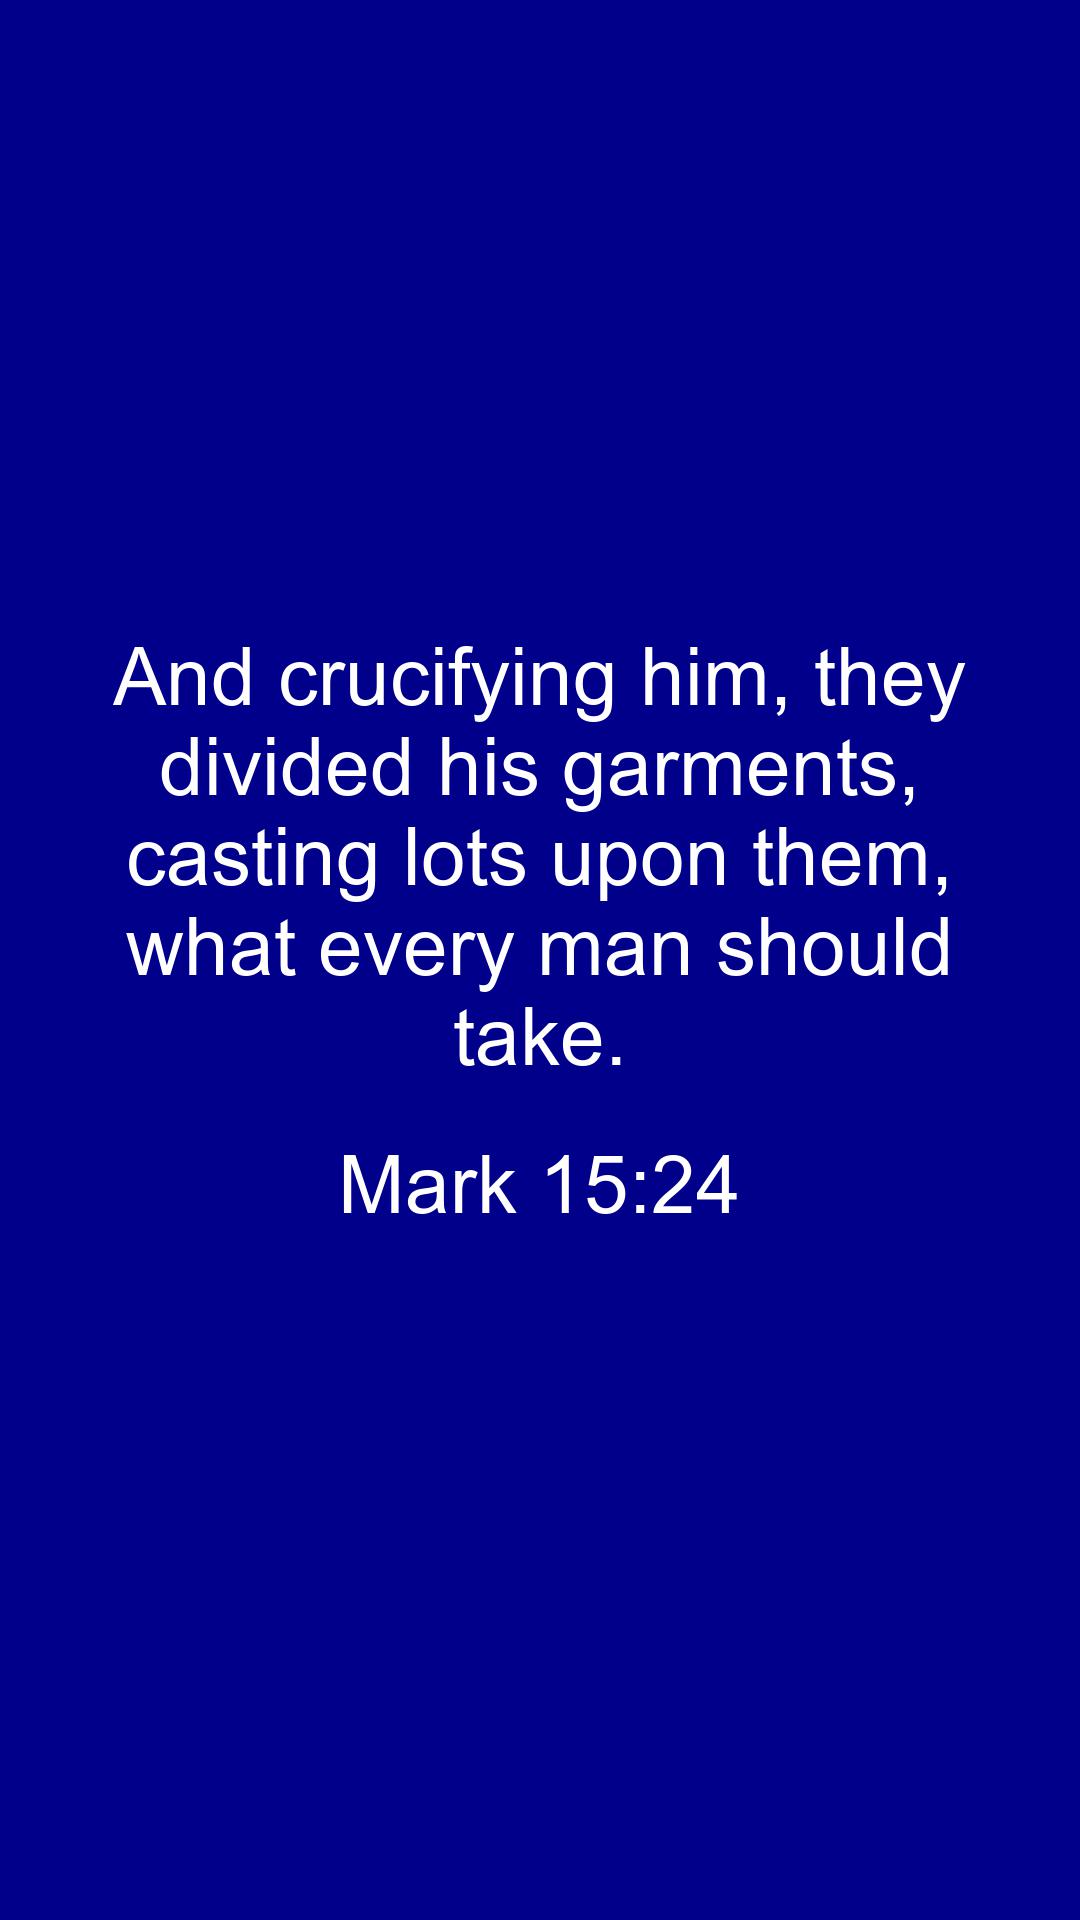 And crucifying him, they
divided his garments,
casting lots upon them,
what every man should
take.
Mark 15:24